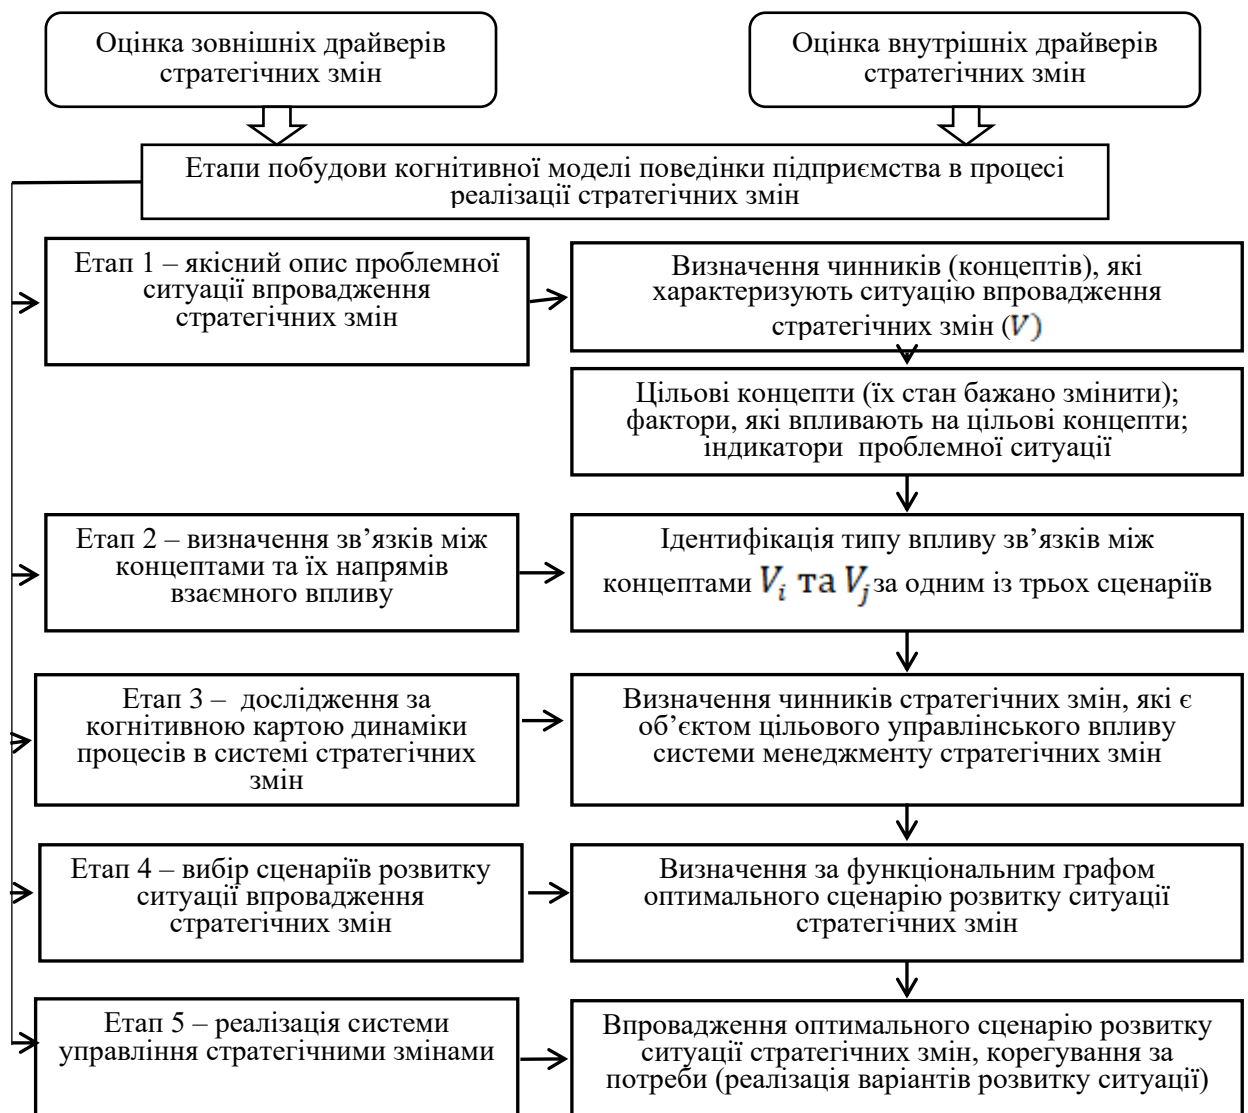 Оцінка зовнішніх драйверів
стратегічних змін
Оцінка внутрішніх драйверів
стратегічних змін
Етапи побудови когнітивної моделі поведінки підприємства в процесі
реалізації стратегічних змін
Етап 1 – якісний опис проблемної
ситуації впровадження
стратегічних змін
Визначення чинників (концептів), які
характеризують ситуацію впровадження
стратегічних змін (V)
Цільові концепти (їх стан бажано змінити);
фактори, які впливають на цільові концепти;
індикатори проблемної ситуації
Етап 2 – визначення зв’язків між
концептами та їх напрямів
взаємного впливу
Ідентифікація типу впливу зв’язків між
концептами V_i та V_j за одним із трьох сценаріїв
Етап 3 – дослідження за
когнітивною картою динаміки
процесів в системі стратегічних
змін
Визначення чинників стратегічних змін, які є
об’єктом цільового управлінського впливу
системи менеджменту стратегічних змін
Етап 4 – вибір сценаріїв розвитку
ситуації впровадження
стратегічних змін
Визначення за функціональним графом
оптимального сценарію розвитку ситуації
стратегічних змін
Етап 5 – реалізація системи
управління стратегічними змінами
Впровадження оптимального сценарію розвитку
ситуації стратегічних змін, корегування за
потреби (реалізація варіантів розвитку ситуації)